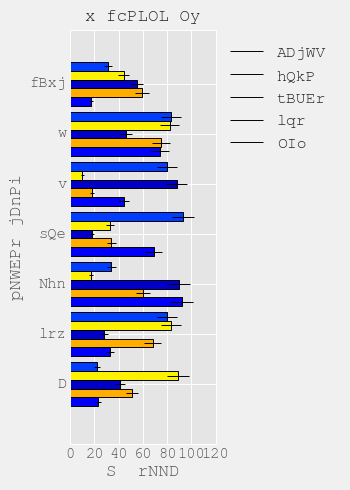 x fcPLOL Oy
ADjWV
hQkP
tBUEr
lqr
OIo
pNWEPr jDnPi
fBxj
w
v
sQe
Nhn
lrz
D
0 20 40 60 80 100 120
S  rNND